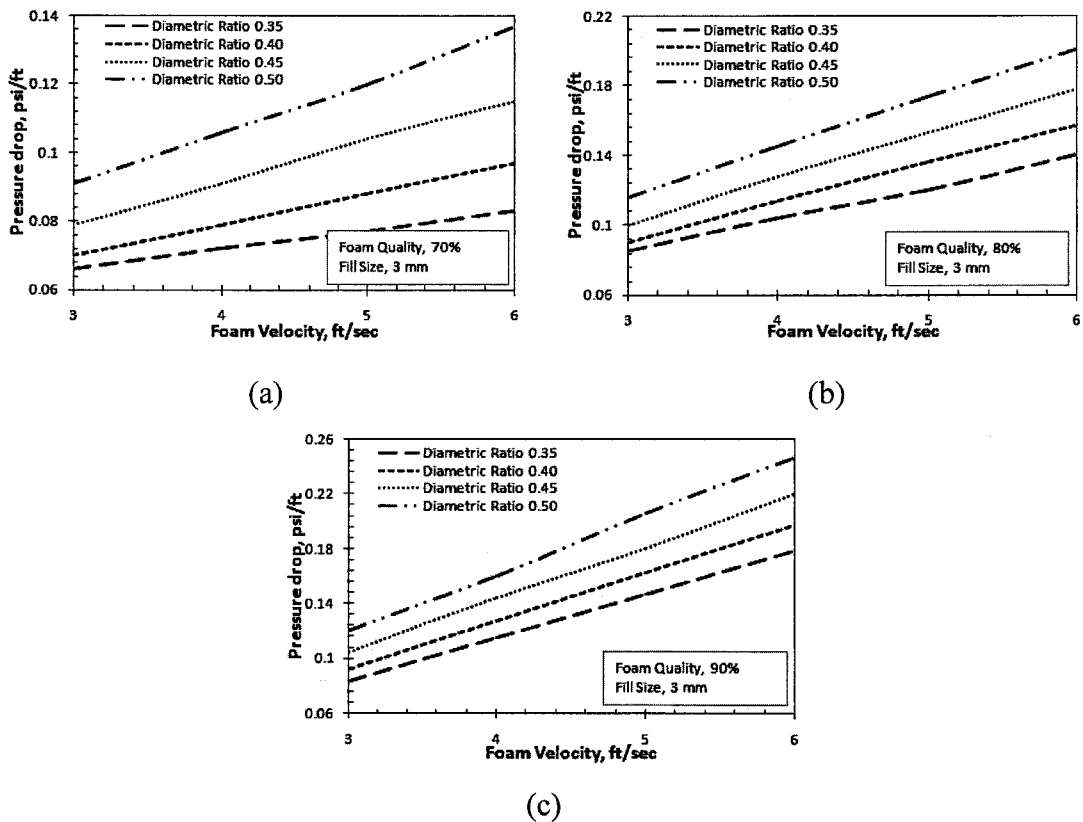 0.14
0.12
0.1
0.08
0.06
Pressure drop, psi/ft
Diametric Ratio 0.35
Diametric Ratio 0.40
Diametric Ratio 0.45
Diametric Ratio 0.50
Foam Quality, 70%
Fill Size, 3 mm
3 4 5 6
Foam Velocity, ft/sec
(a)
0.22
0.18
0.14
0.1
0.06
Pressure drop, psi/ft
Diametric Ratio 0.35
Diametric Ratio 0.40
Diametric Ratio 0.45
Diametric Ratio 0.50
Foam Quality, 80%
Fill Size, 3 mm
3 4 5 6
Foam Velocity, ft/sec
(b)
0.26
0.22
0.18
0.14
0.1
0.06
Pressure drop, psi/ft
Diametric Ratio 0.35
Diametric Ratio 0.40
Diametric Ratio 0.45
Diametric Ratio 0.50
Foam Quality, 90%
Fill Size, 3 mm
3 4 5 6
Foam Velocity, ft/sec
(c)